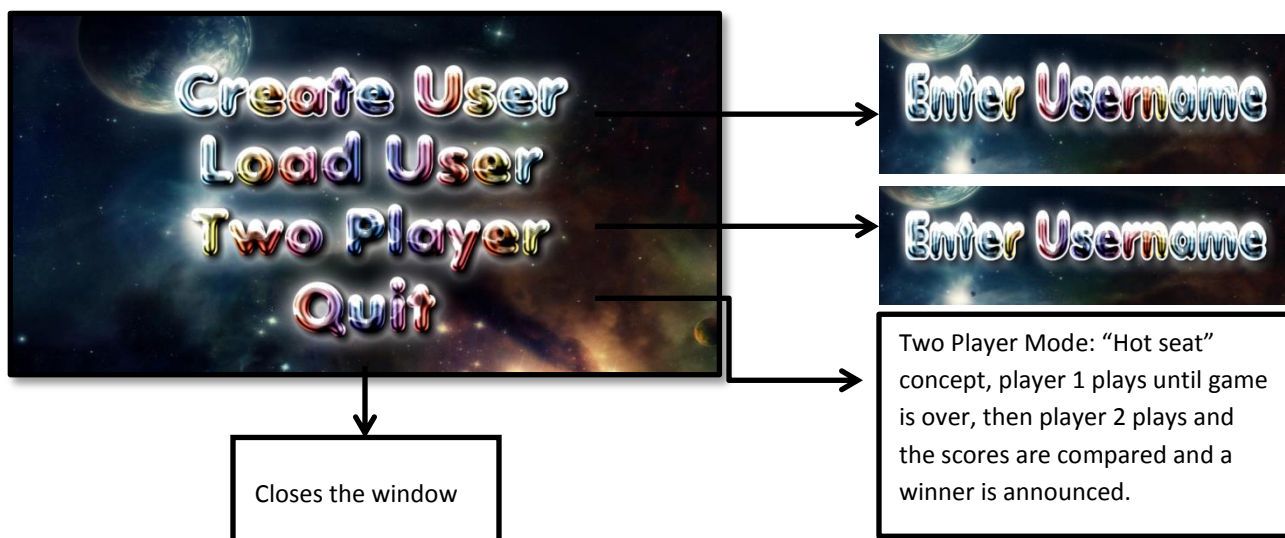 Create User
Load User
Two Player
Quit
Enter Username
Enter Username
Two Player Mode: “Hot seat”
concept, player 1 plays until game
is over, then player 2 plays and
the scores are compared and a
winner is announced.
Closes the window